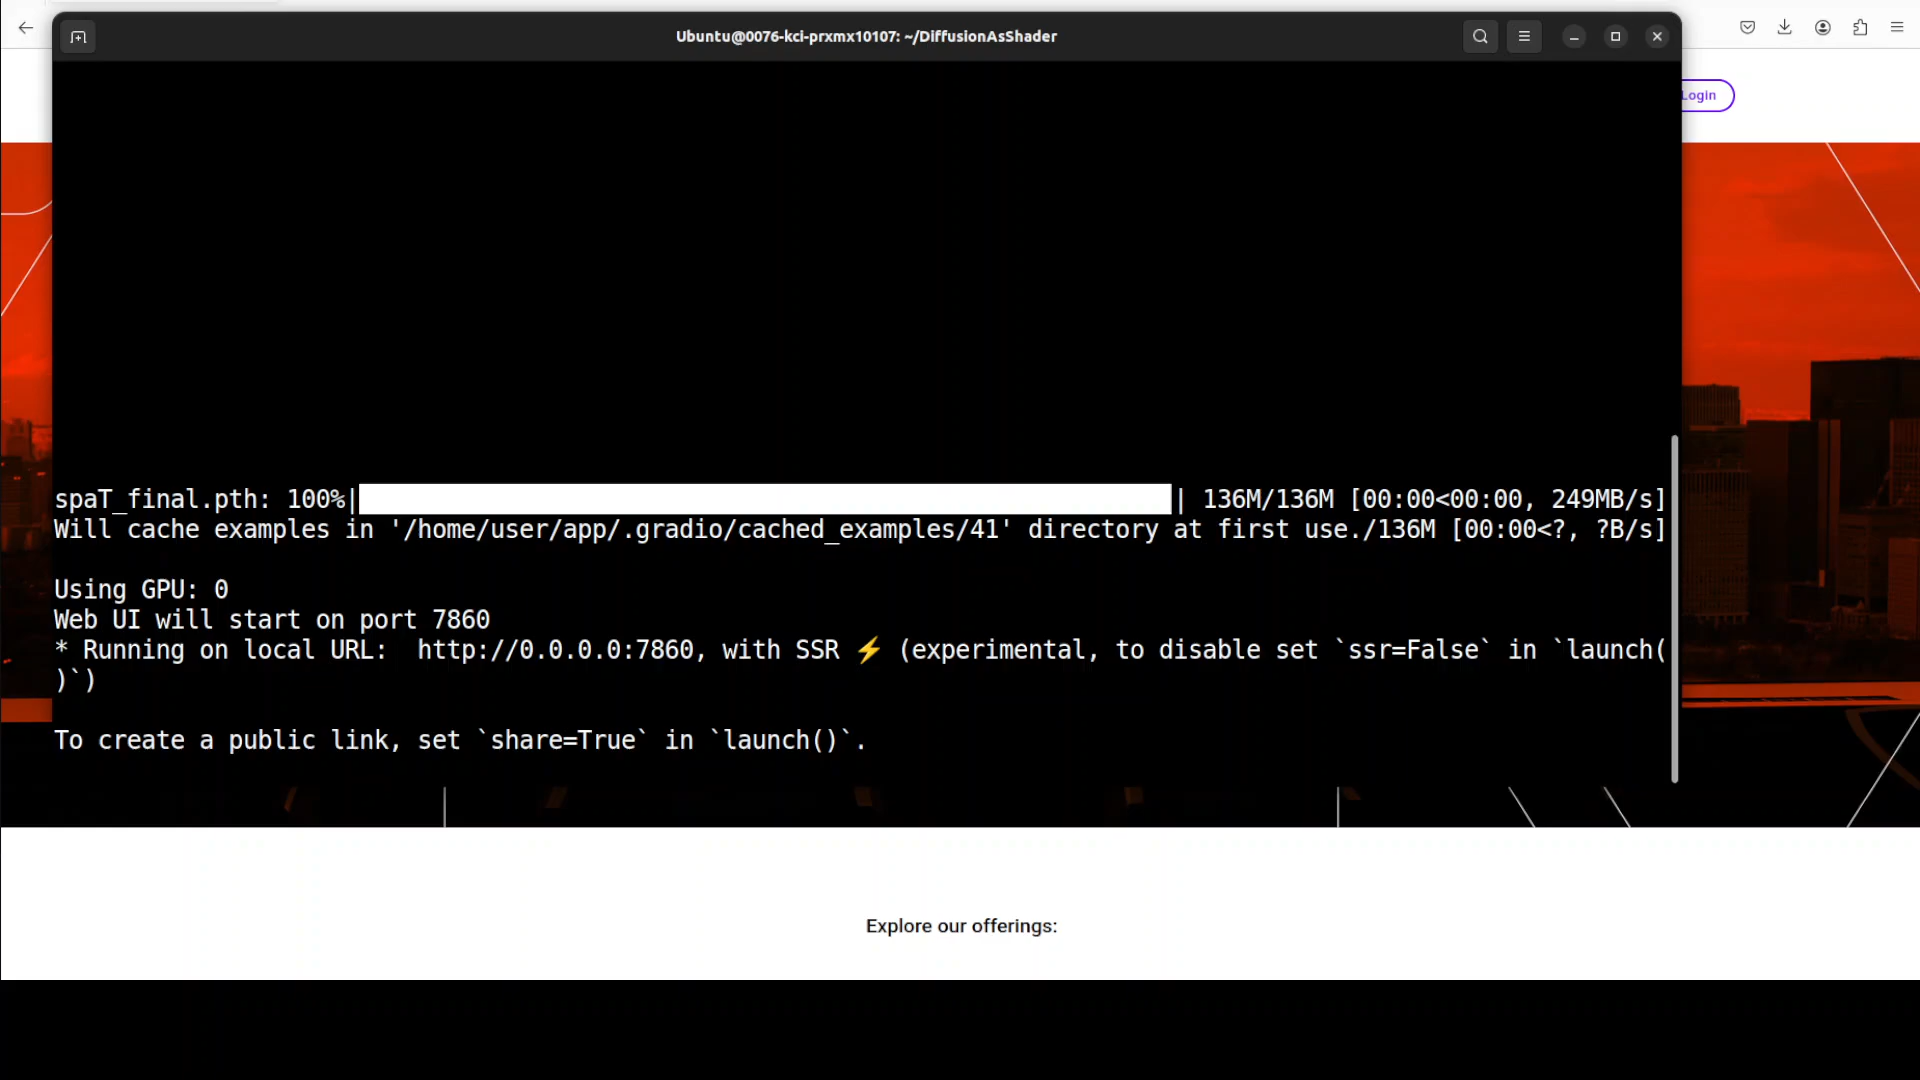 Ubuntu@0076-kci-prxmx10107: ~/DiffusionAsShader
Login
spaT_final.pth: 100%| | 136M/136M [00:00<00:00, 249MB/s]
Will cache examples in '/home/user/app/.gradio/cached_examples/41' directory at first use./136M [00:00<?, ?B/s]
Using GPU: 0
Web UI will start on port 7860
* Running on local URL:  http://0.0.0.0:7860, with SSR ⚡ (experimental, to disable set `ssr=False` in `launch(
)`)
To create a public link, set `share=True` in `launch()`.
Explore our offerings: